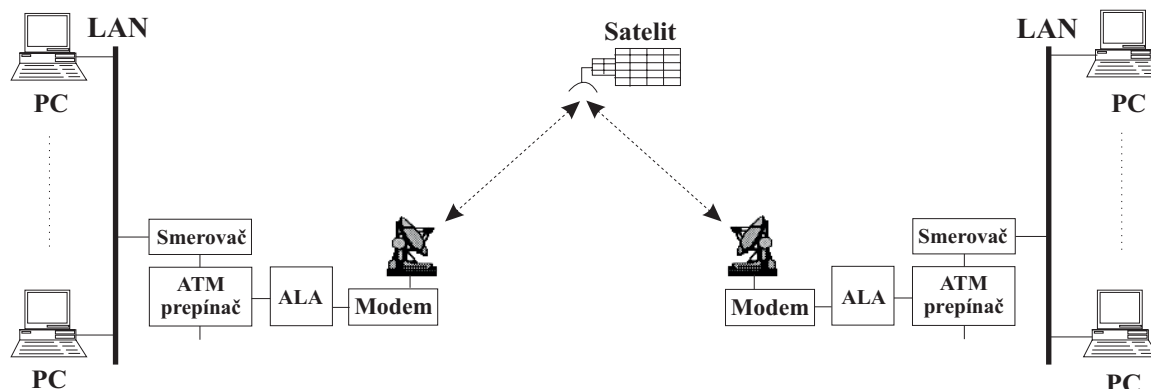 LAN
Satelit
LAN
PC
PC
Smerovač
Smerovač
ATM
prepínač
ALA
Modem
Modem
ALA
ATM
prepínač
PC
PC